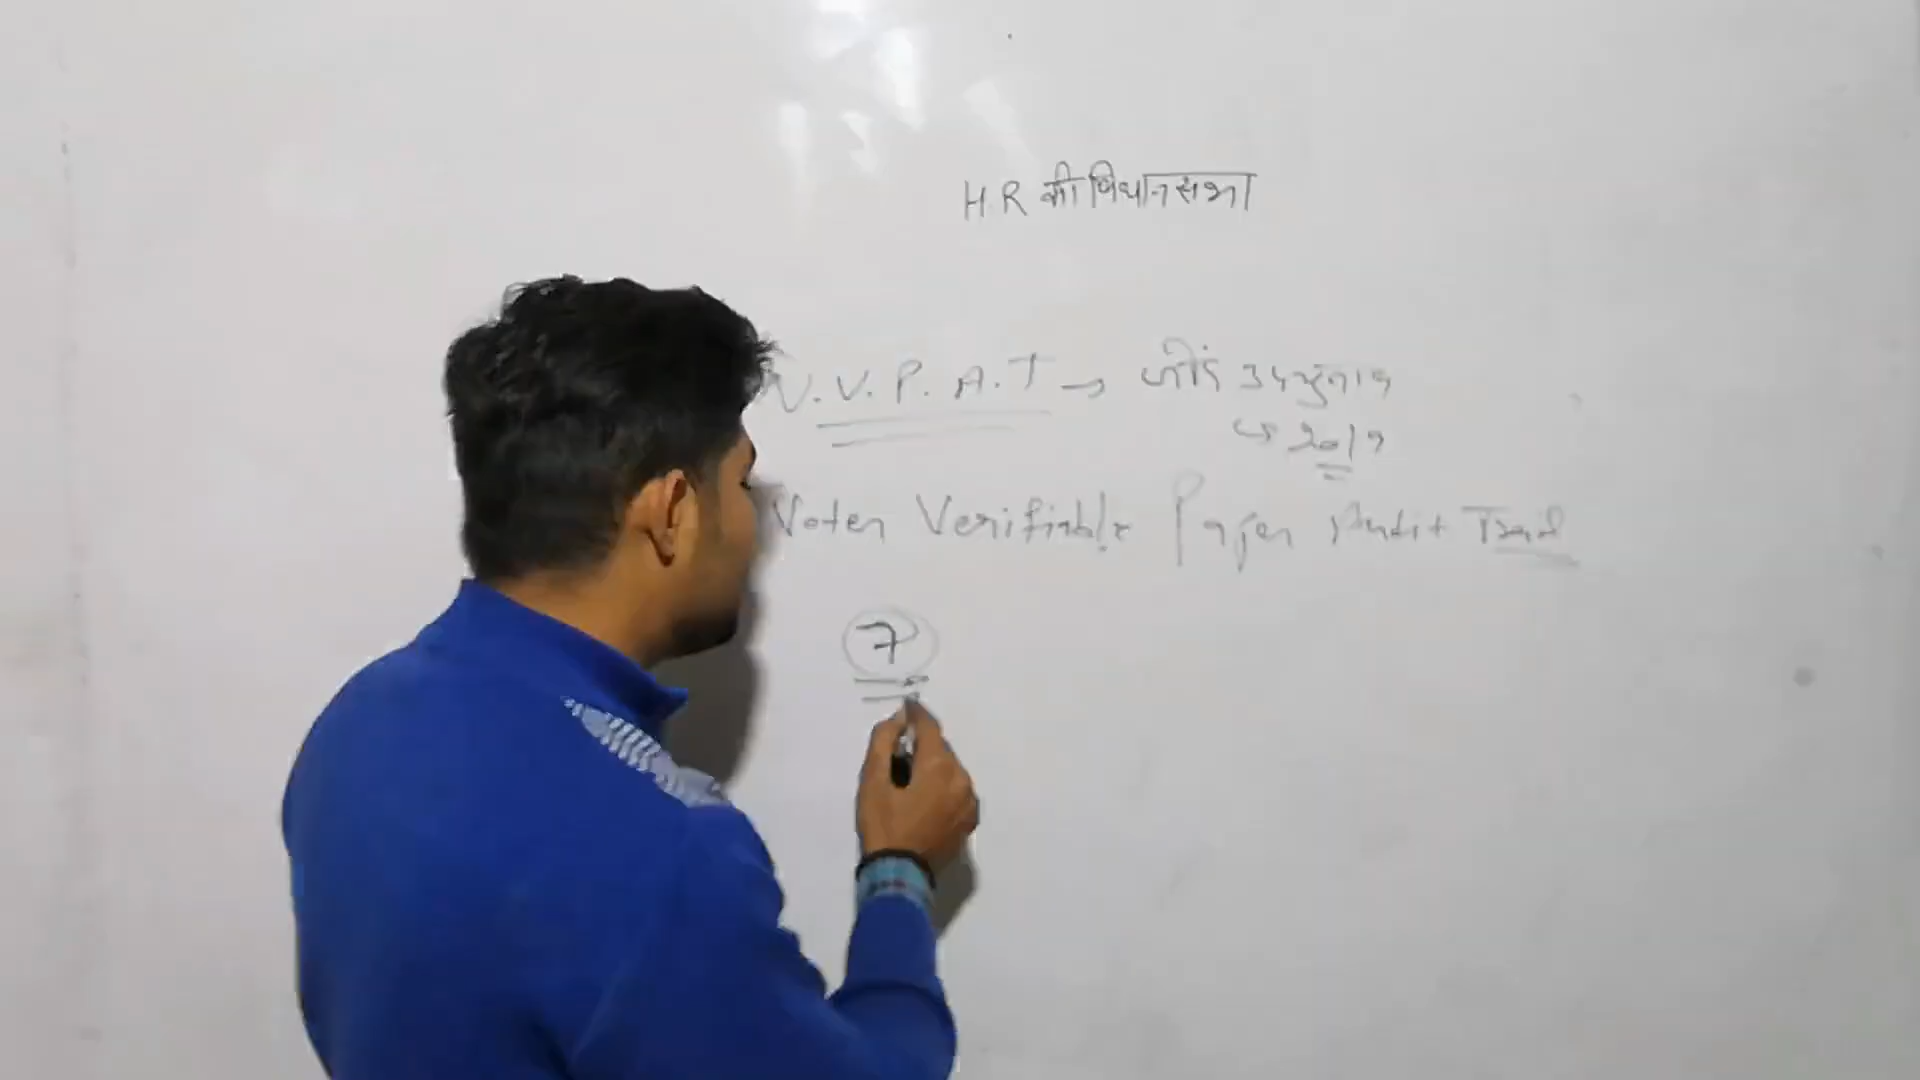 H.R की विधानसभा
V.V.P.A.T → जींद उपचुनाव
↳ 2019
Voter Verifiable Paper Audit Trail
7